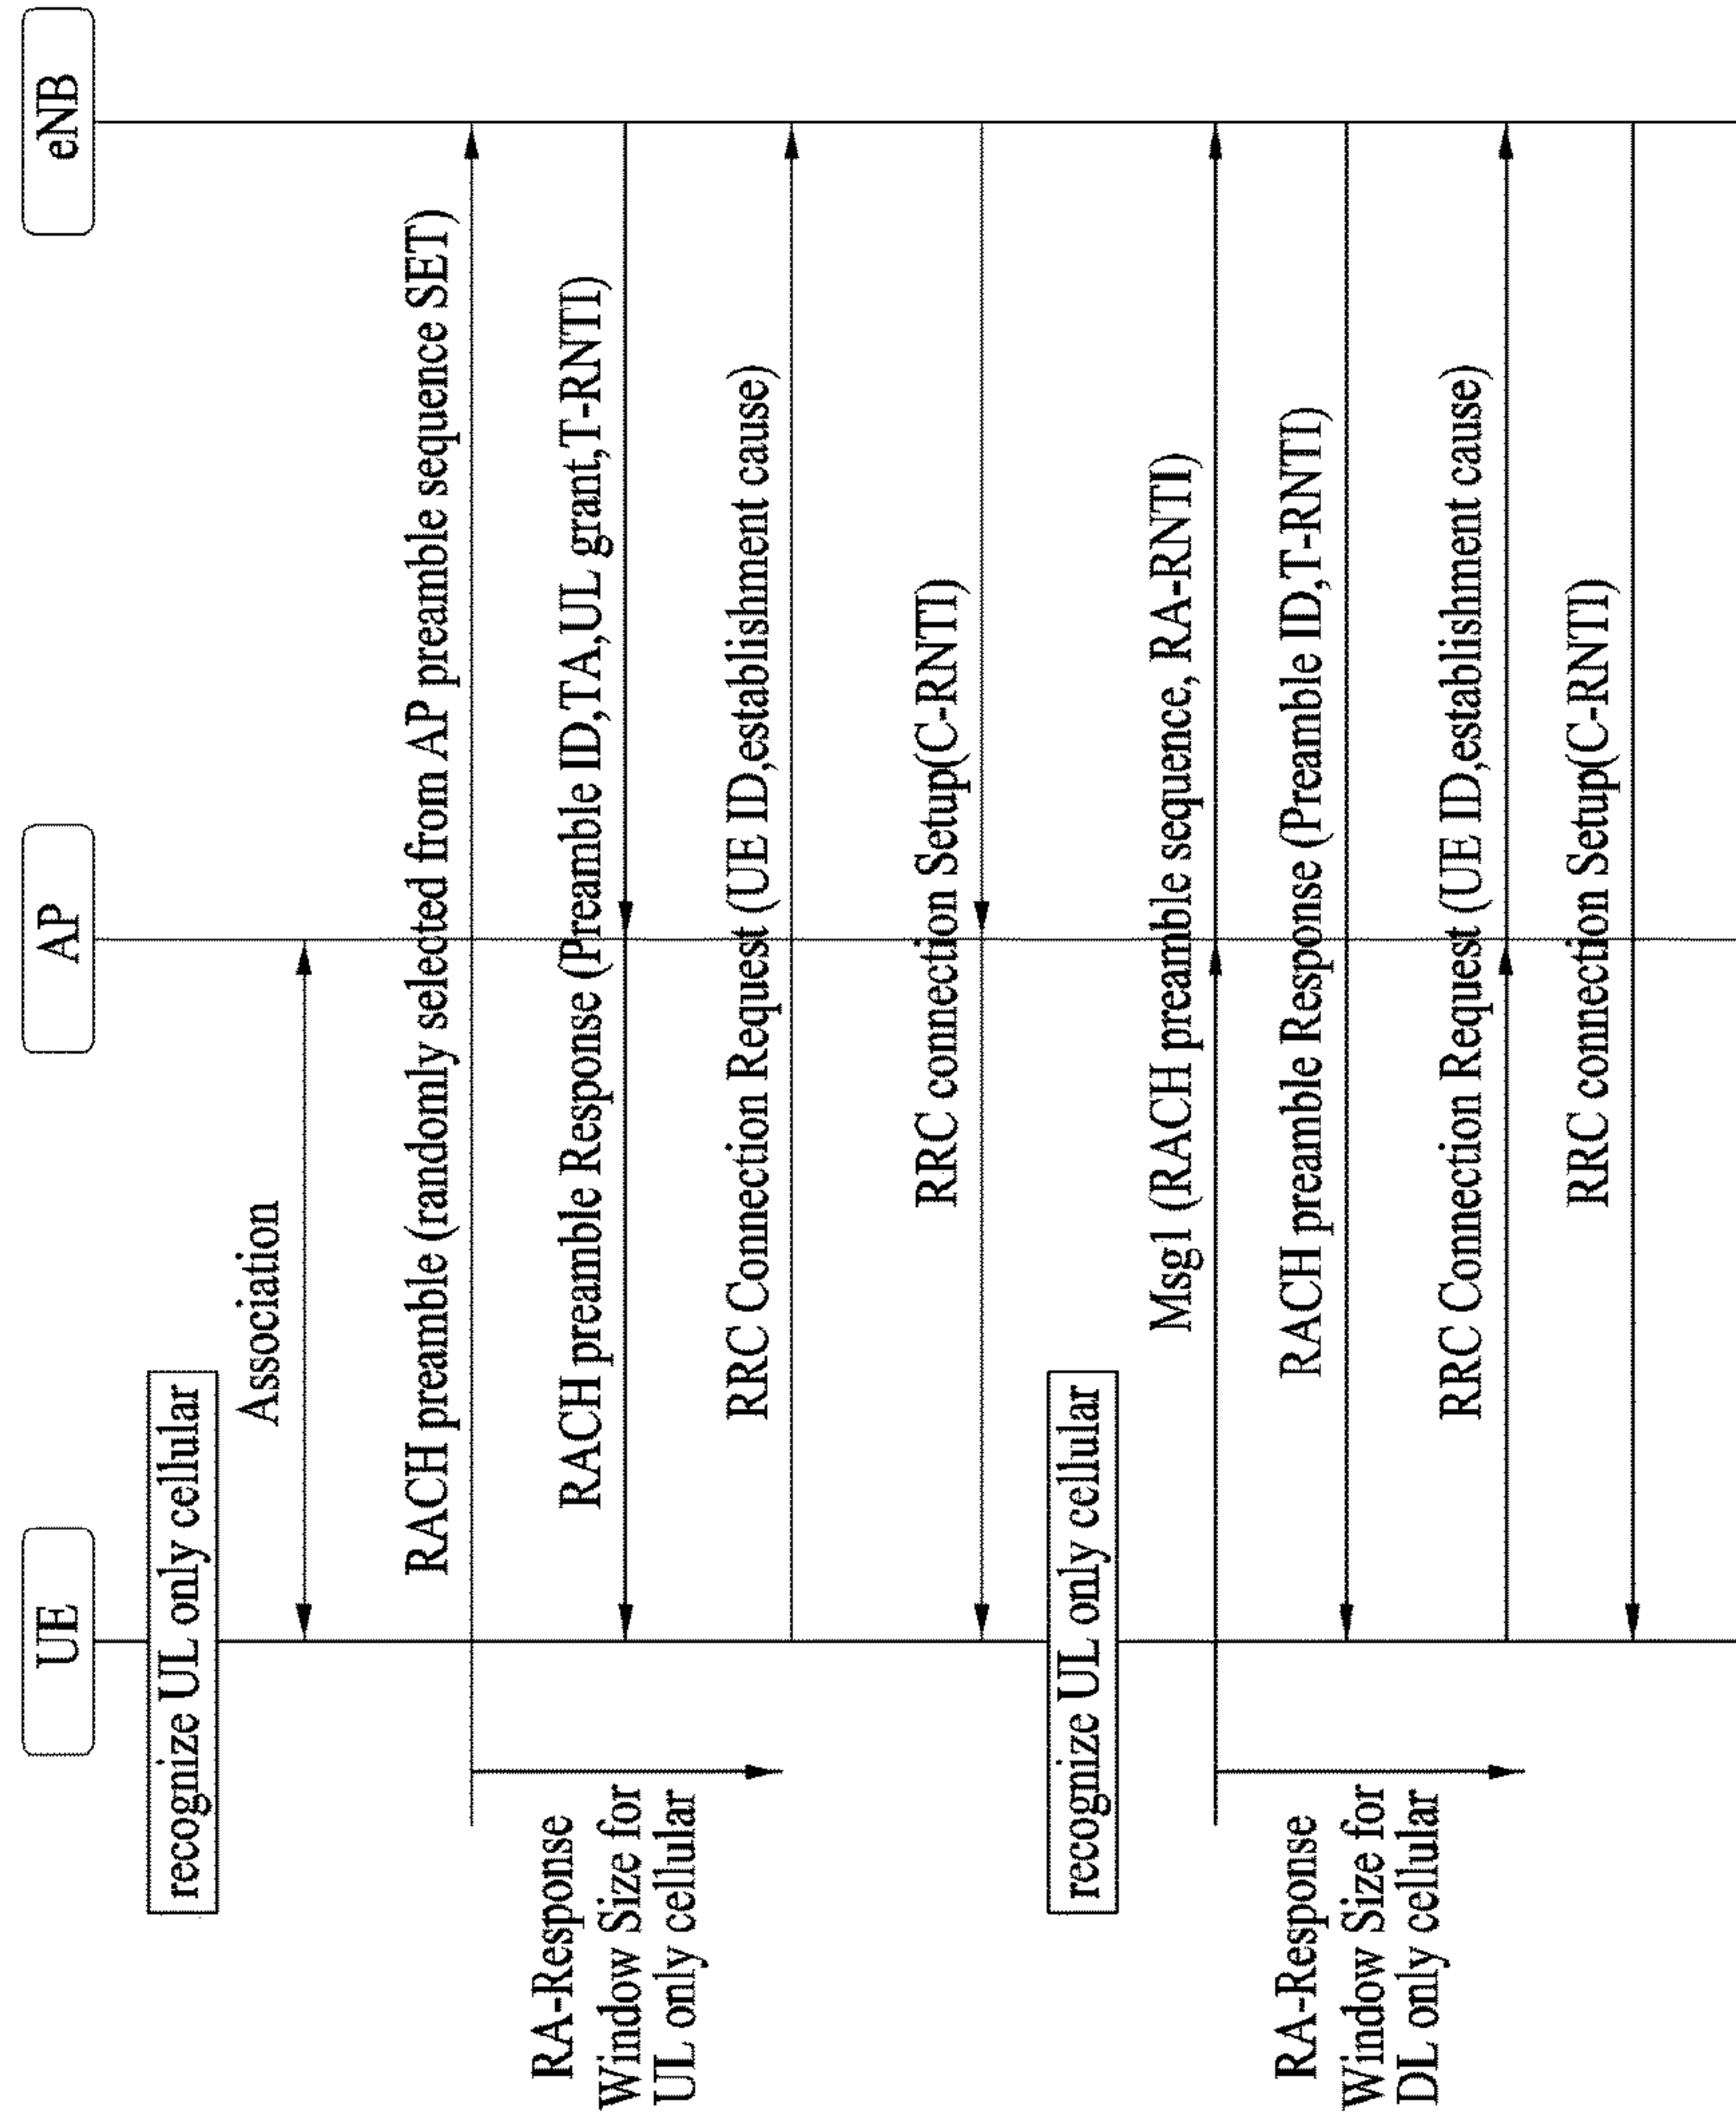 UE
AP
eNB
recognize UL only cellular
Association
RACH preamble (randomly selected from AP preamble sequence SET)
RA-Response
Window Size for
UL only cellular
RACH preamble Response (Preamble ID,TA,UL grant,T-RNTI)
RRC Connection Request (UE ID,establishment cause)
RRC connection Setup(C-RNTI)
recognize UL only cellular
Msg1 (RACH preamble sequence, RA-RNTI)
RA-Response
Window Size for
DL only cellular
RACH preamble Response (Preamble ID,T-RNTI)
RRC Connection Request (UE ID,establishment cause)
RRC connection Setup(C-RNTI)